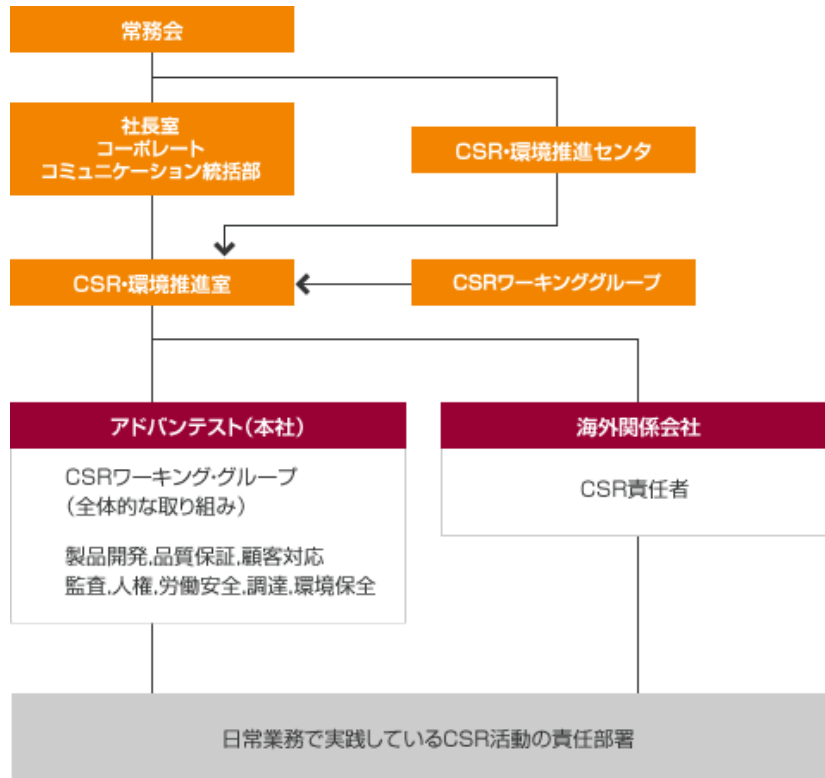 常務会
社長室
コーポレート
コミュニケーション統括部
CSR・環境推進センタ
CSR・環境推進室
CSRワーキンググループ
アドバンテスト（本社）
CSRワーキング・グループ
（全体的な取り組み）
製品開発,品質保証,顧客対応
監査,人権,労働安全,調達,環境保全
海外関係会社
CSR責任者
日常業務で実践しているCSR活動の責任部署